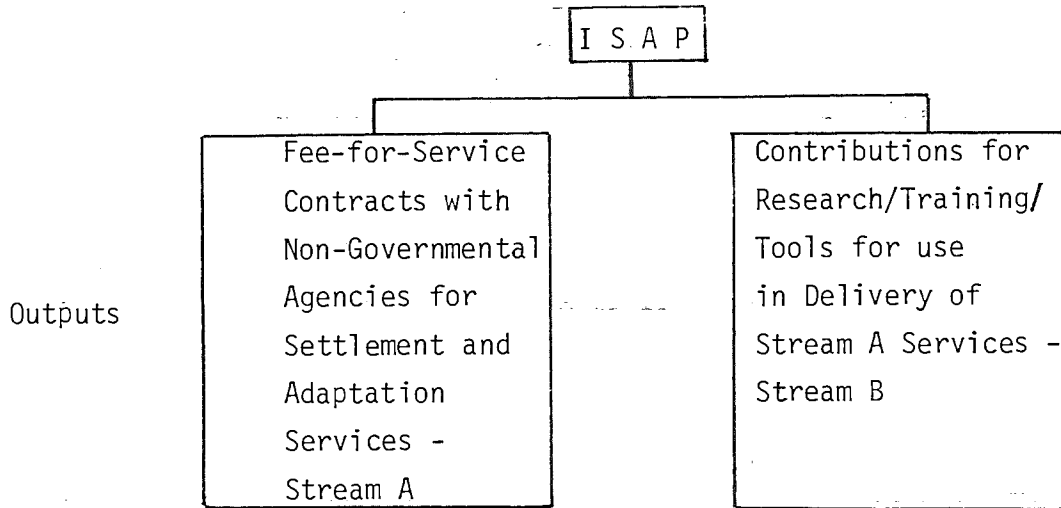 I S A P
Fee-for-Service
Contracts with
Non-Governmental
Agencies for
Settlement and
Adaptation
Services -
Stream A
Contributions for
Research/Training/
Tools for use
in Delivery of
Stream A Services -
Stream B
Outputs